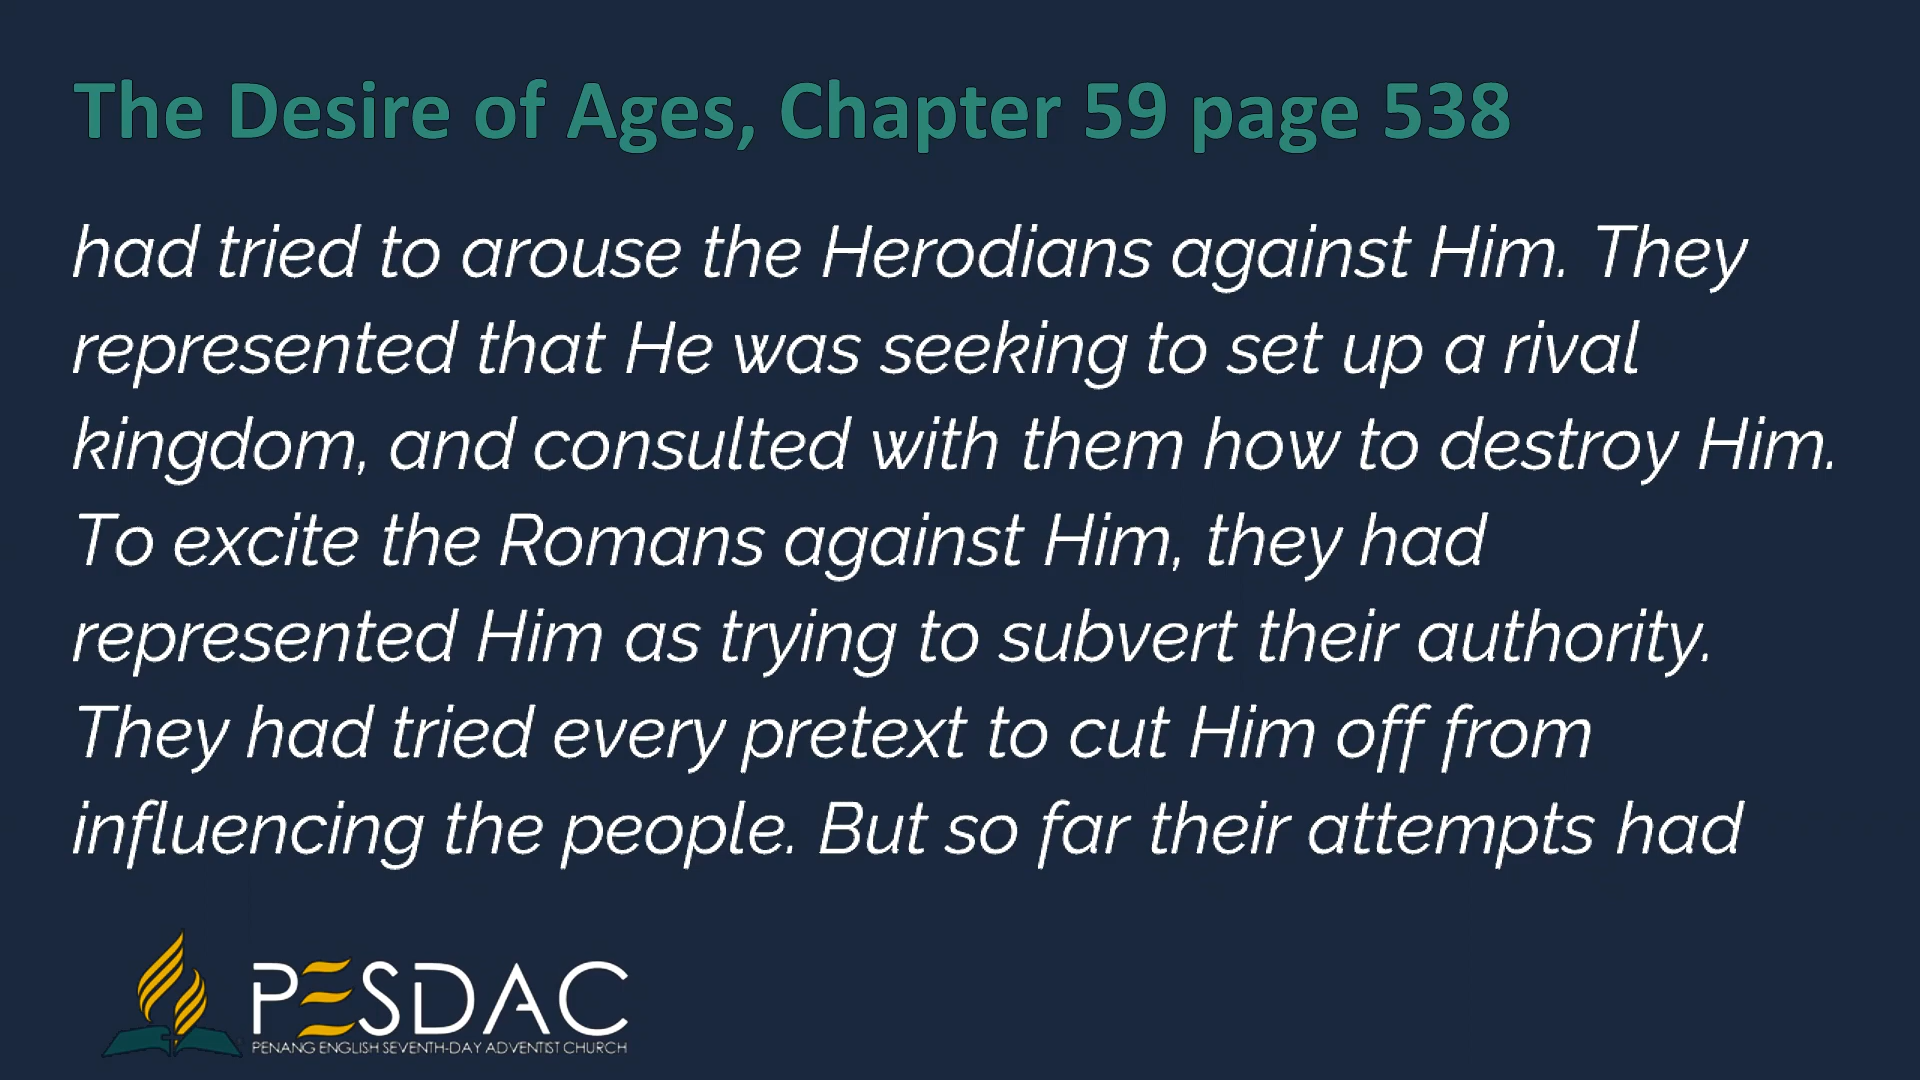 The Desire of Ages, Chapter 59 page 538
had tried to arouse the Herodians against Him. They
represented that He was seeking to set up a rival
kingdom, and consulted with them how to destroy Him.
To excite the Romans against Him, they had
represented Him as trying to subvert their authority.
They had tried every pretext to cut Him off from
influencing the people. But so far their attempts had
PESDAC
PENANG ENGLISH SEVENTH-DAY ADVENTIST CHURCH